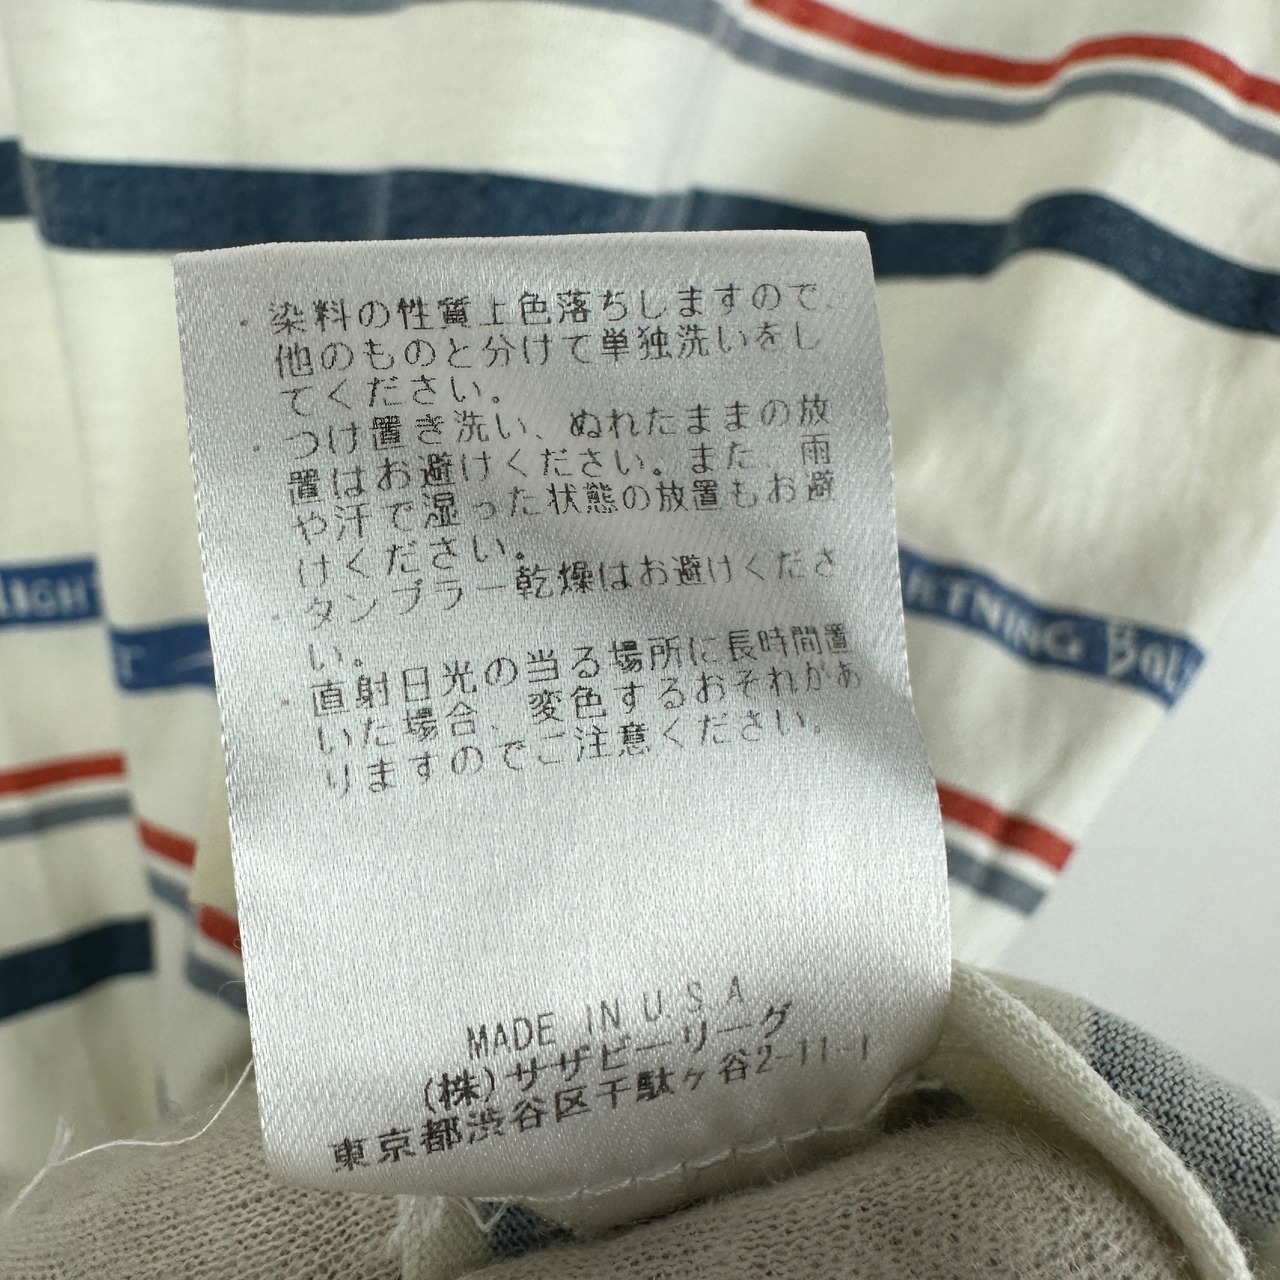 ・染料の性質上色落ちしますので、
他のものと分けて単独洗いをし
てください。
・つけ置き洗い、ぬれたままの放
置はお避けください。また、雨
や汗で湿った状態の放置もお避
けください。
・タンブラー乾燥はお避けくださ
い。
・直射日光の当る場所に長時間置
いた場合、変色するおそれがあ
りますのでご注意ください。
MADE IN U S A
(株)サザビーリーグ
東京都渋谷区千駄ヶ谷2-11-1
NING BOLT